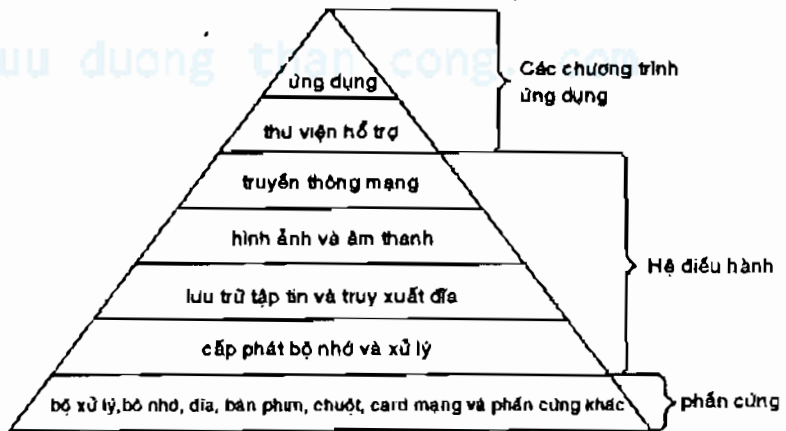 uu duong than cong. com
ứng dụng
thư viện hỗ trợ
truyền thông mạng
hình ảnh và âm thanh
lưu trữ tập tin và truy xuất đĩa
cấp phát bộ nhớ và xử lý
bộ xử lý, bộ nhớ, đĩa, bàn phím, chuột, card mạng và phần cứng khác
Các chương trình
ứng dụng
Hệ điều hành
phần cứng